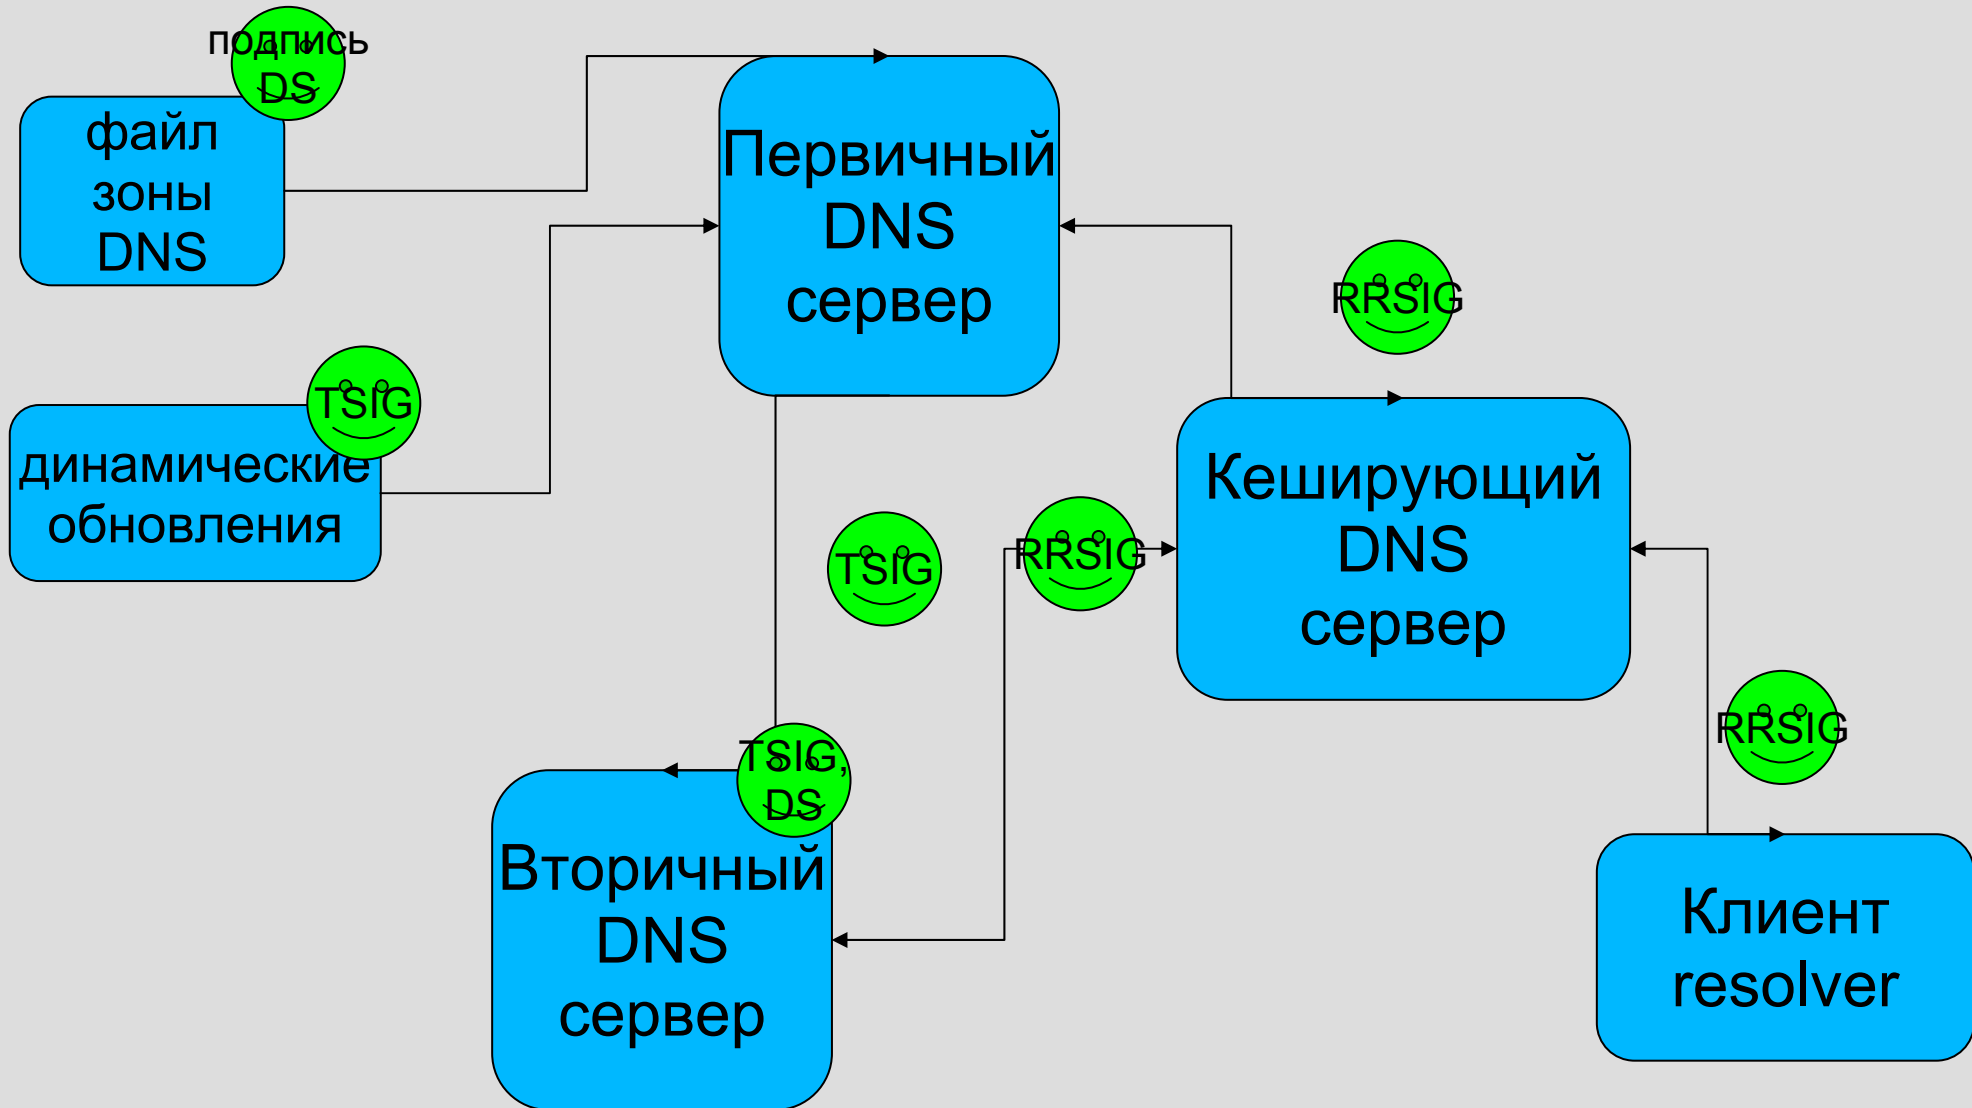 подпись
DS
файл
зоны
DNS
Первичный
DNS
сервер
RRSIG
TSIG
динамические
обновления
Кеширующий
DNS
сервер
TSIG
RRSIG
RRSIG
TSIG,
DS
Вторичный
DNS
сервер
Клиент
resolver